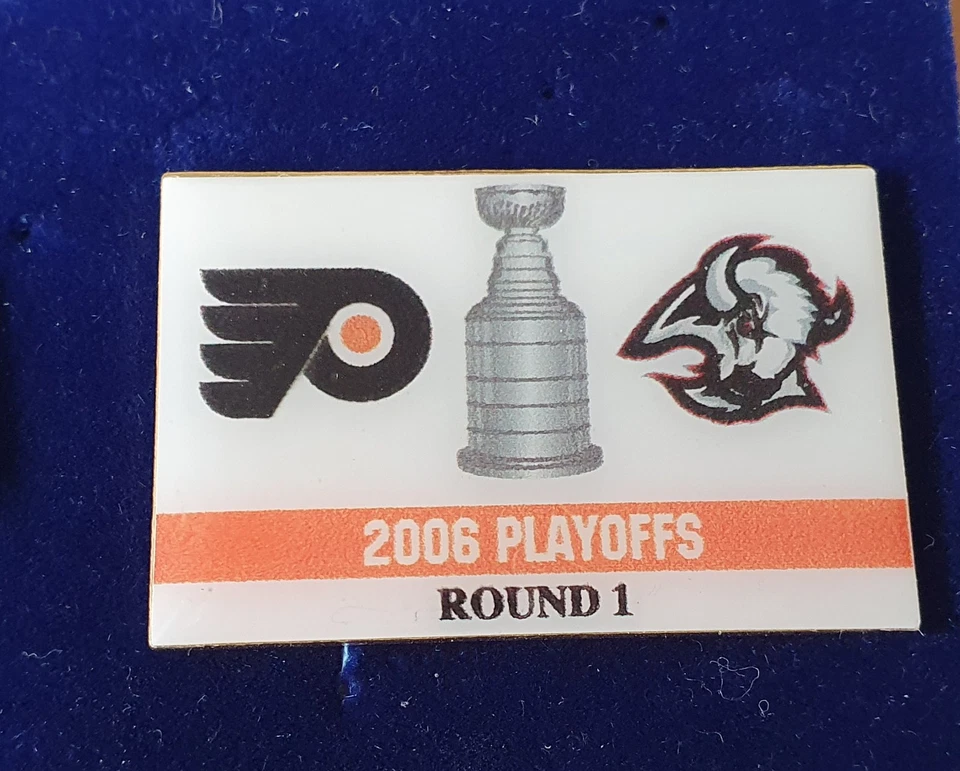 2006 PLAYOFFS
ROUND 1